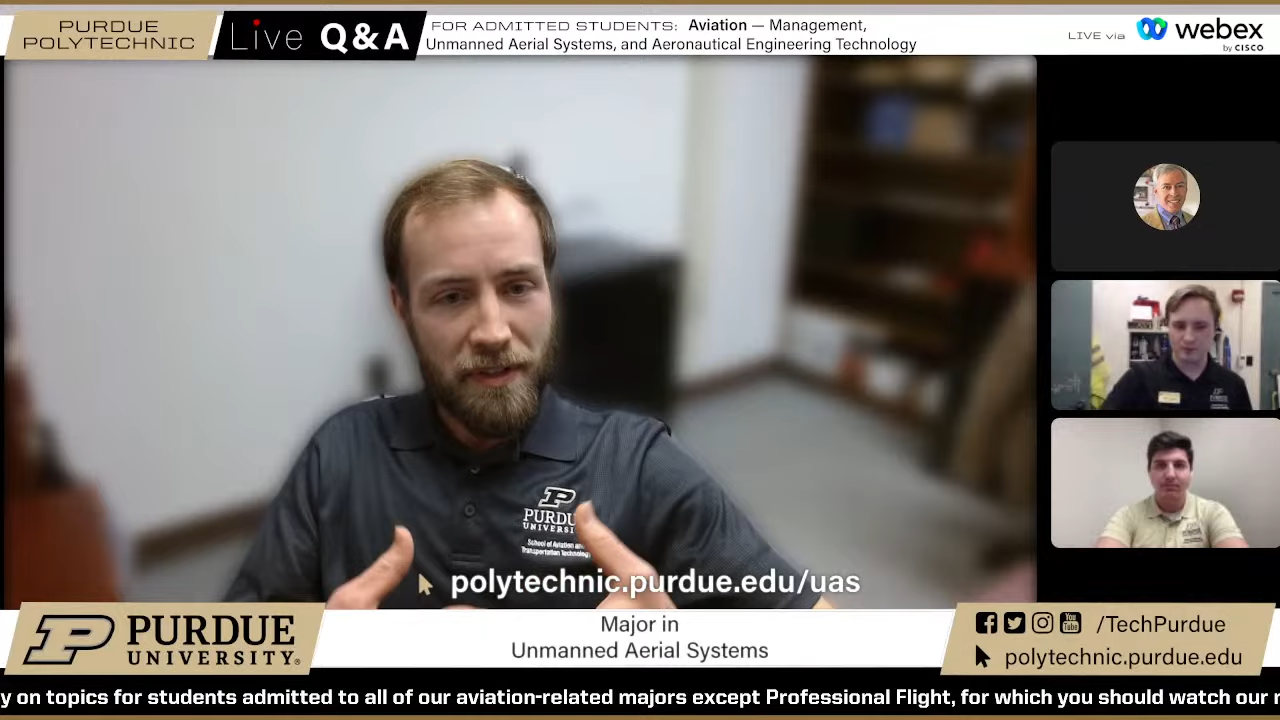 PURDUE
POLYTECHNIC
Live Q&A
FOR ADMITTED STUDENTS: Aviation — Management,
Unmanned Aerial Systems, and Aeronautical Engineering Technology
LIVE via webex
by CISCO
PURDUE
UNIVERSITY
School of Aviation and
Transportation Technology
polytechnic.purdue.edu/uas
P PURDUE
UNIVERSITY®
Major in
Unmanned Aerial Systems
You
Tube
/TechPurdue
polytechnic.purdue.edu
y on topics for students admitted to all of our aviation-related majors except Professional Flight, for which you should watch our r